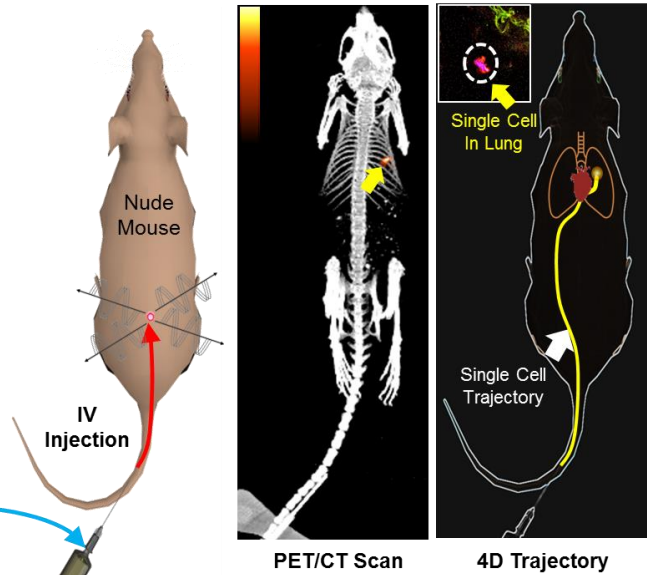 Nude
Mouse
IV
Injection
PET/CT Scan
Single Cell
In Lung
Single Cell
Trajectory
4D Trajectory